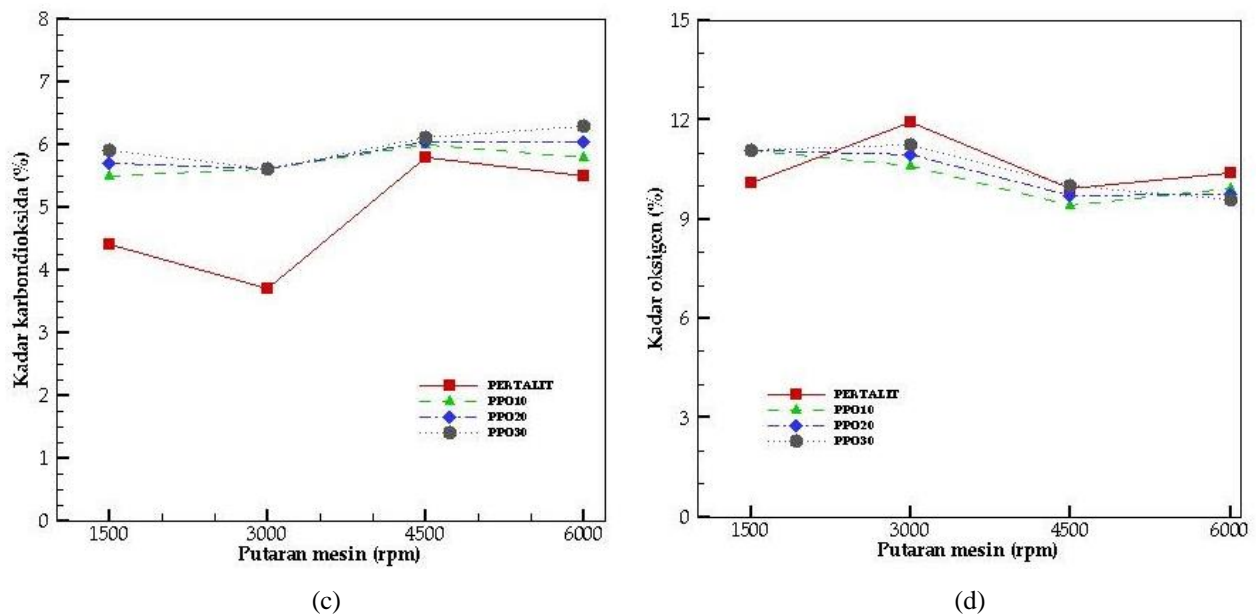 Kadar karbondioksida (%)
8
7
6
5
4
3
2
1
0
PERTALIT
PPO10
PPO20
PPO30
1500 3000 4500 6000
Putaran mesin (rpm)
(c)
Kadar oksigen (%)
15
12
9
6
3
0
PERTALIT
PPO10
PPO20
PPO30
1500 3000 4500 6000
Putaran mesin (rpm)
(d)